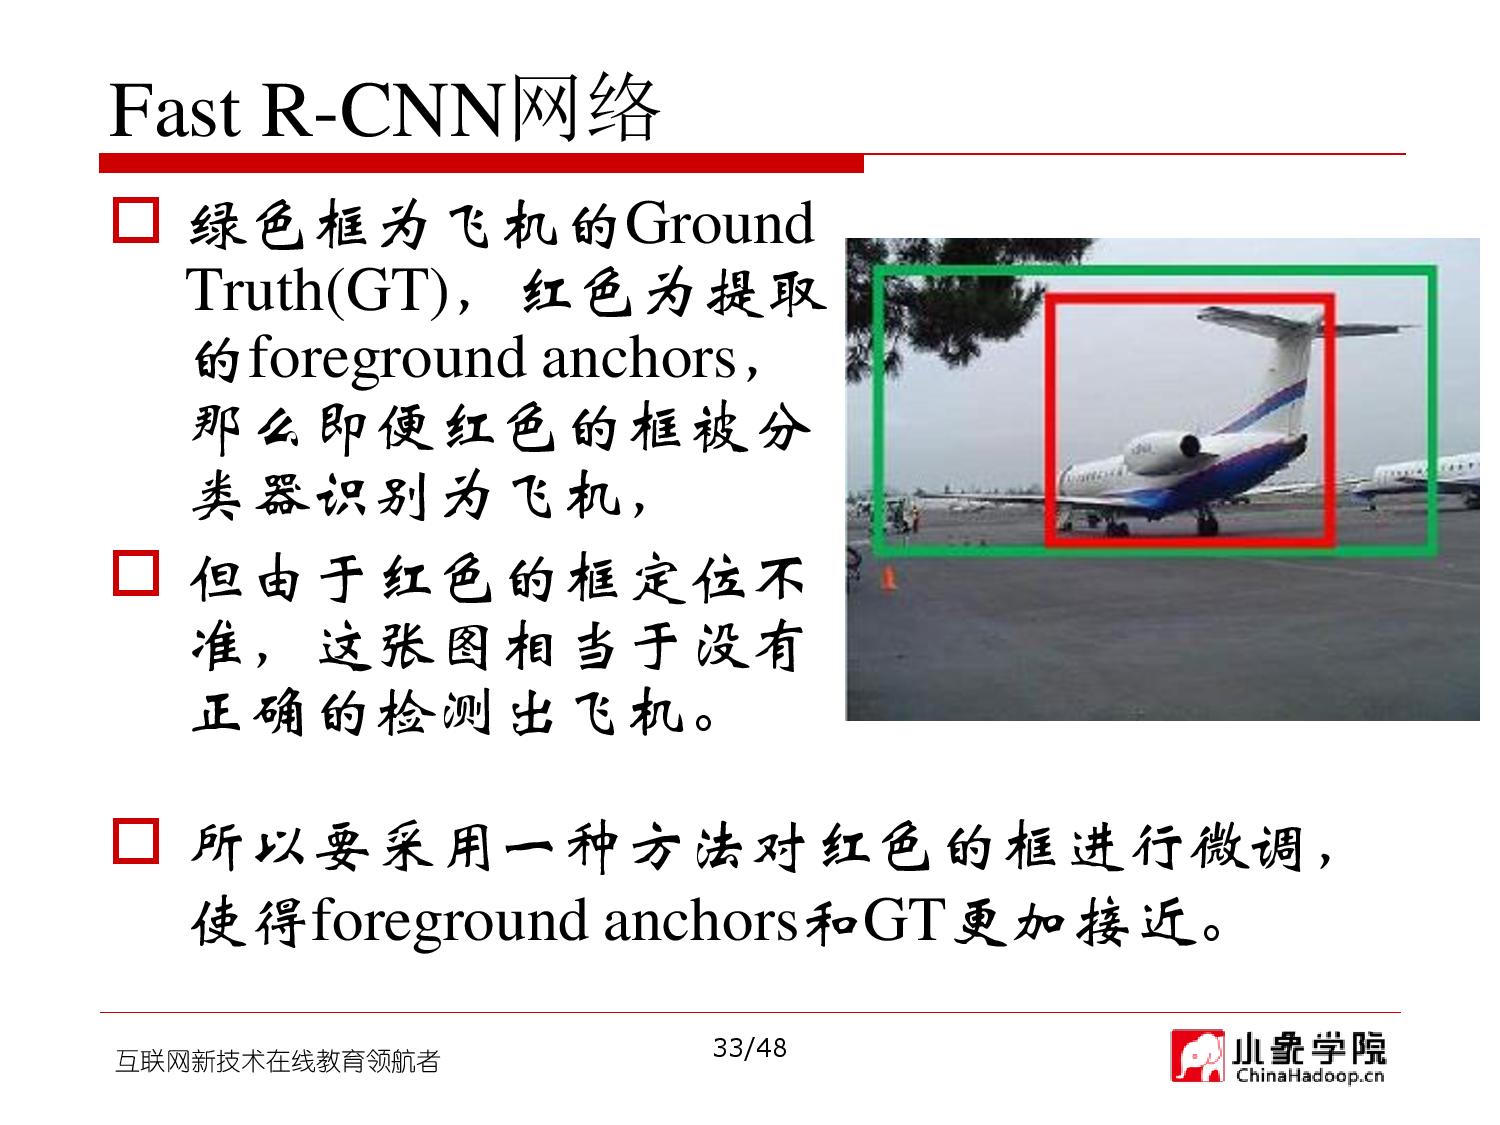 Fast R-CNN网络
绿色框为飞机的Ground
Truth(GT)，红色为提取
的foreground anchors，
那么即便红色的框被分
类器识别为飞机，
但由于红色的框定位不
准，这张图相当于没有
正确的检测出飞机。
所以要采用一种方法对红色的框进行微调，
使得foreground anchors和GT更加接近。
互联网新技术在线教育领航者
33/48
小象学院
ChinaHadoop.cn